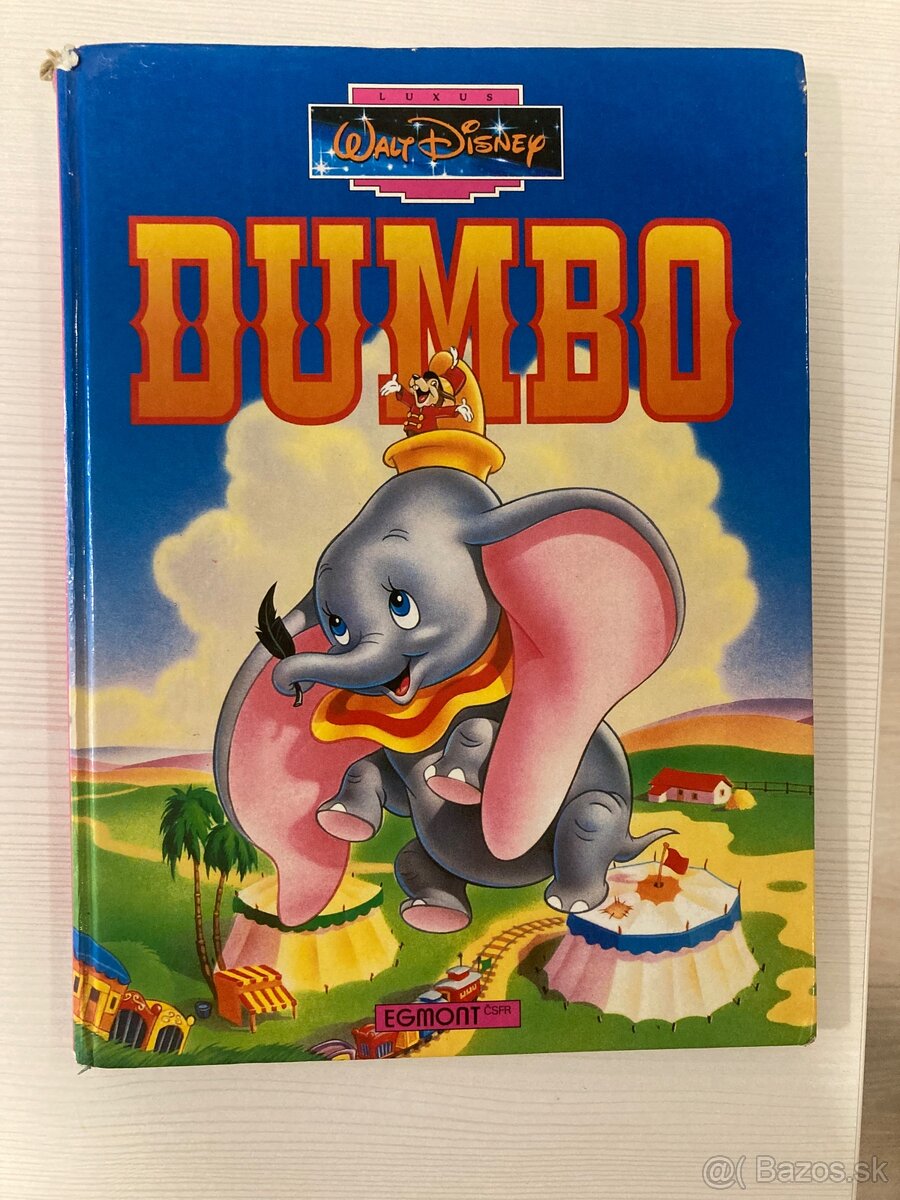 LUXUS
WALT DISNEY
DUMBO
EGMONT ČSFR
@( Bazos.sk